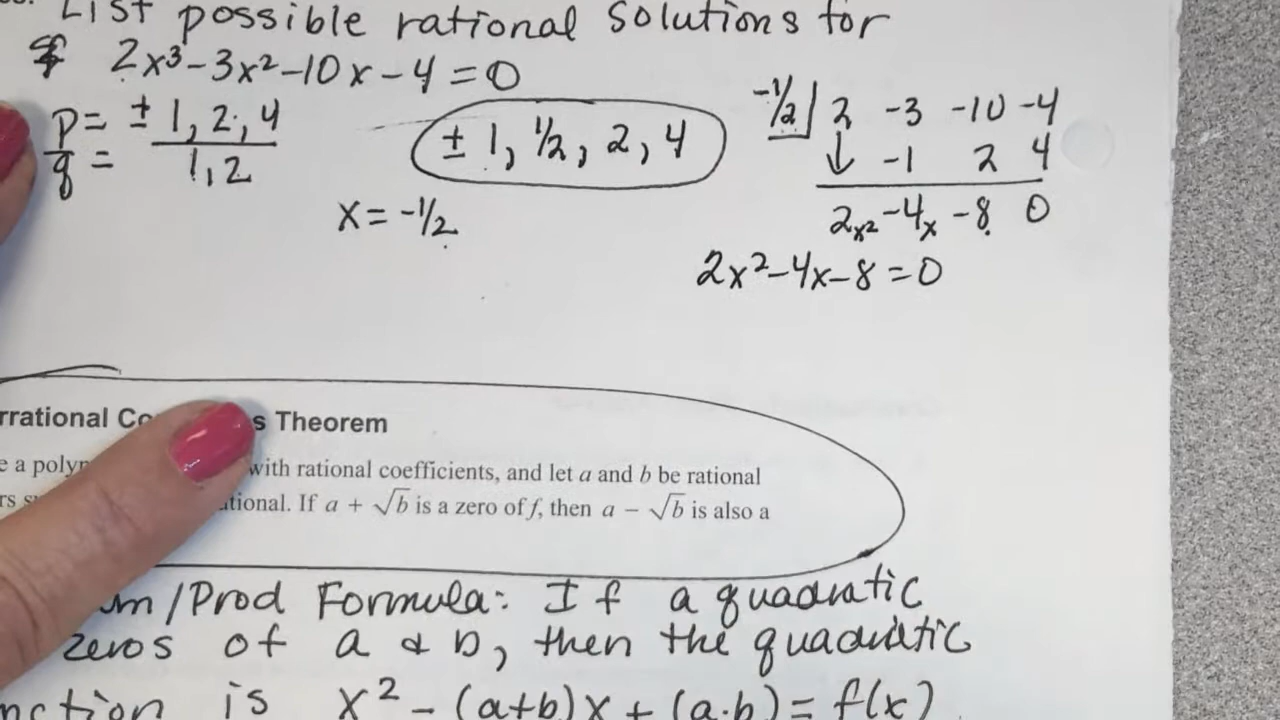 List possible rational solutions for
2x³-3x²-10x-4=0
p= ± 1, 2, 4
q= 1, 2
± 1, ½, 2, 4
x = -½
-½ 2 -3 -10 -4
↓ -1 2 4
2x² -4x -8 0
2x²-4x-8=0
rrational Co s Theorem
e a polyn with rational coefficients, and let a and b be rational
tional. If a + √b is a zero of f, then a − √b is also a
um/Prod Formula: If a quadratic
zeros of a & b, then the quadratic
nction is x² - (a+b)x + (a·b) = f(x)